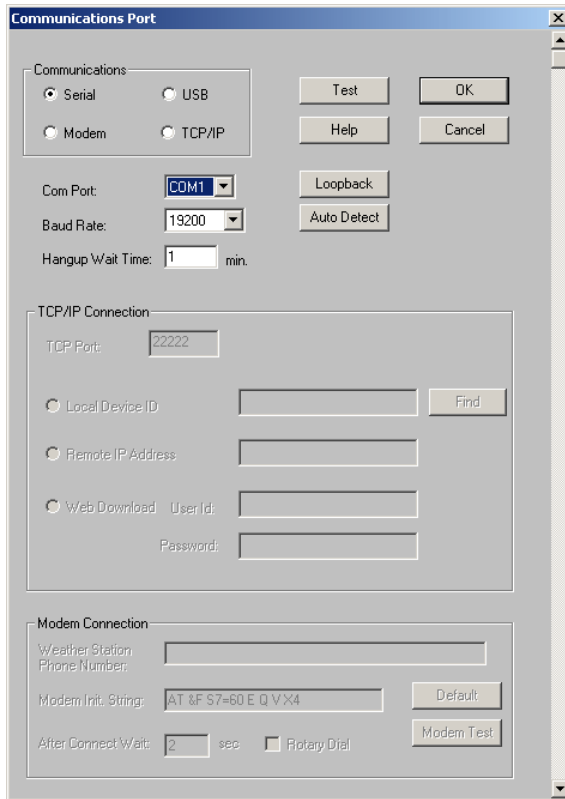 Communications Port
Communications
Serial USB
Modem TCP/IP
Test OK
Help Cancel
Com Port: COM1
Loopback
Baud Rate: 19200
Auto Detect
Hangup Wait Time: 1 min.
TCP/IP Connection
TCP Port: 22222
Local Device ID Find
Remote IP Address
Web Download User Id:
Password:
Modem Connection
Weather Station
Phone Number:
Modem Init. String: AT &F S7=60 E Q V X4 Default
After Connect Wait: 2 sec Rotary Dial Modem Test